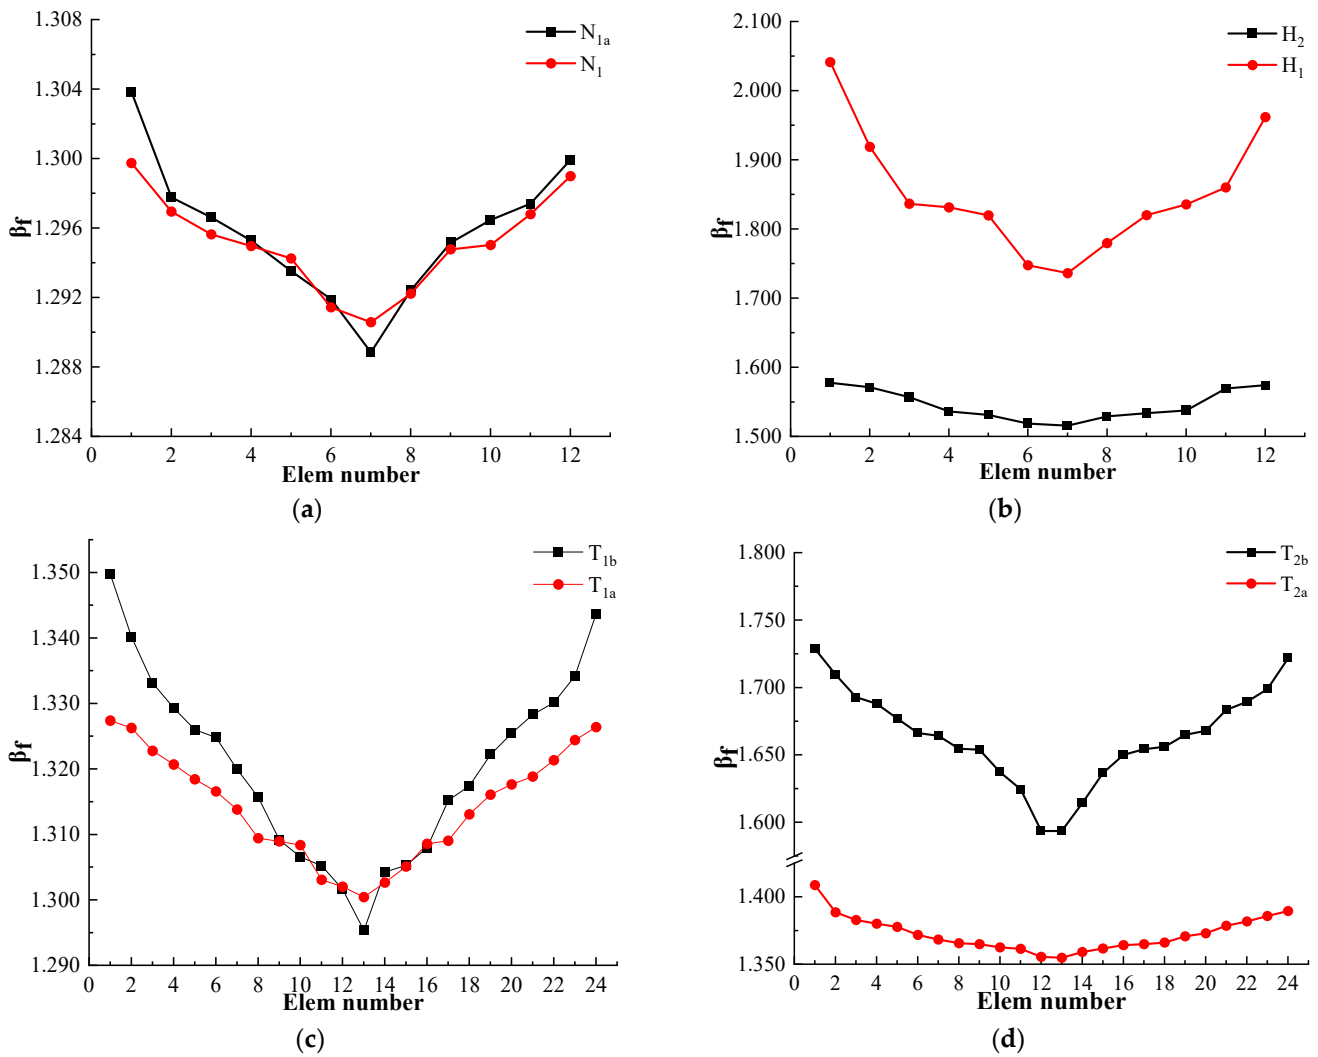 1.308
1.304
1.300
1.296
1.292
1.288
1.284
βf
N1a
N1
0 2 4 6 8 10 12
Elem number
(a)
2.100
2.000
1.900
1.800
1.700
1.600
1.500
βf
H2
H1
0 2 4 6 8 10 12
Elem number
(b)
1.350
1.340
1.330
1.320
1.310
1.300
1.290
βf
T1b
T1a
0 2 4 6 8 10 12 14 16 18 20 22 24
Elem number
(c)
1.800
1.750
1.700
1.650
1.600
1.400
1.350
βf
T2b
T2a
0 2 4 6 8 10 12 14 16 18 20 22 24
Elem number
(d)